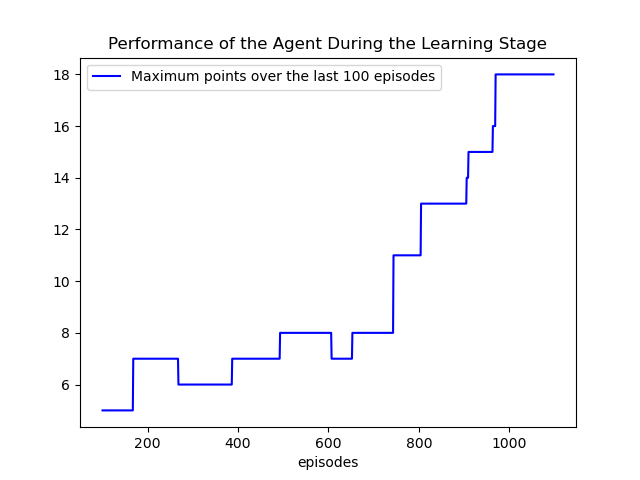 Performance of the Agent During the Learning Stage
Maximum points over the last 100 episodes
18
16
14
12
10
8
6
200 400 600 800 1000
episodes